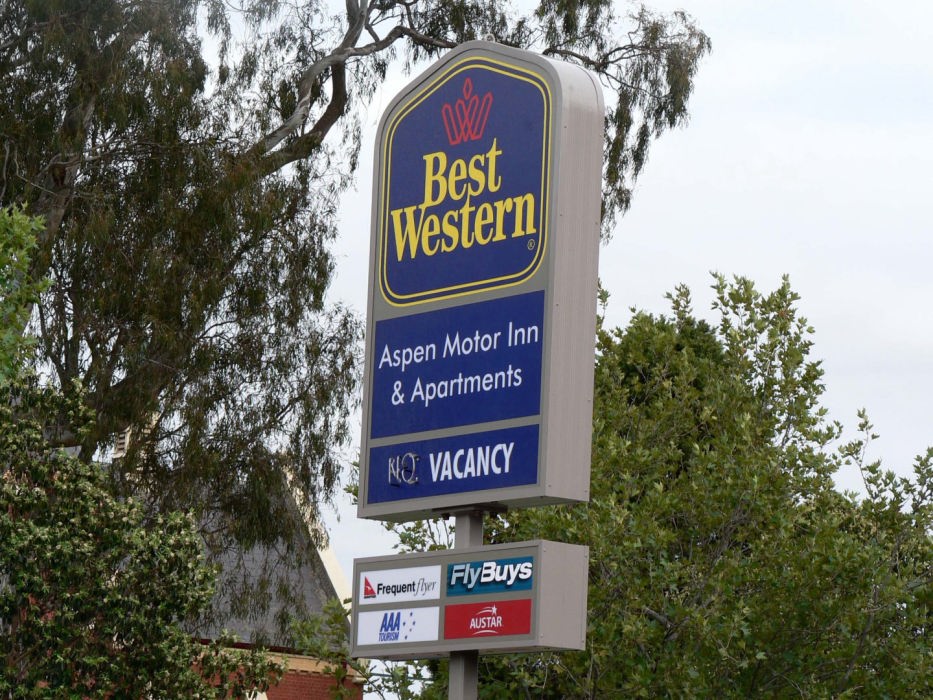 Best
Western
®
Aspen Motor Inn
& Apartments
NO VACANCY
Frequent flyer
FlyBuys
AAA
TOURISM
AUSTAR